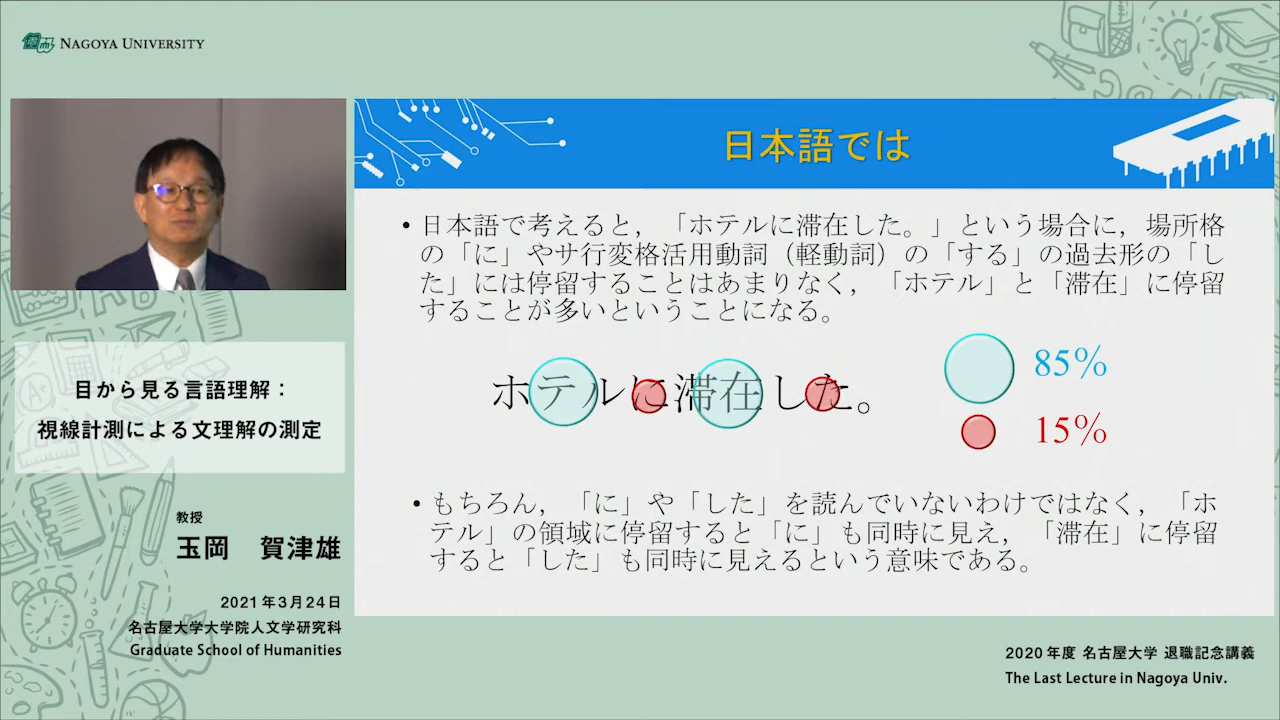 NAGOYA UNIVERSITY
日本語では
• 日本語で考えると，「ホテルに滞在した。」という場合に，場所格
の「に」やサ行変格活用動詞（軽動詞）の「する」の過去形の「し
た」には停留することはあまりなく，「ホテル」と「滞在」に停留
することが多いということになる。
ホテルに滞在した。
85%
15%
• もちろん，「に」や「した」を読んでいないわけではなく，「ホ
テル」の領域に停留すると「に」も同時に見え，「滞在」に停留
すると「した」も同時に見えるという意味である。
目から見る言語理解：
視線計測による文理解の測定
教授
玉岡　賀津雄
2021年3月24日
名古屋大学大学院人文学研究科
Graduate School of Humanities
2020年度 名古屋大学 退職記念講義
The Last Lecture in Nagoya Univ.